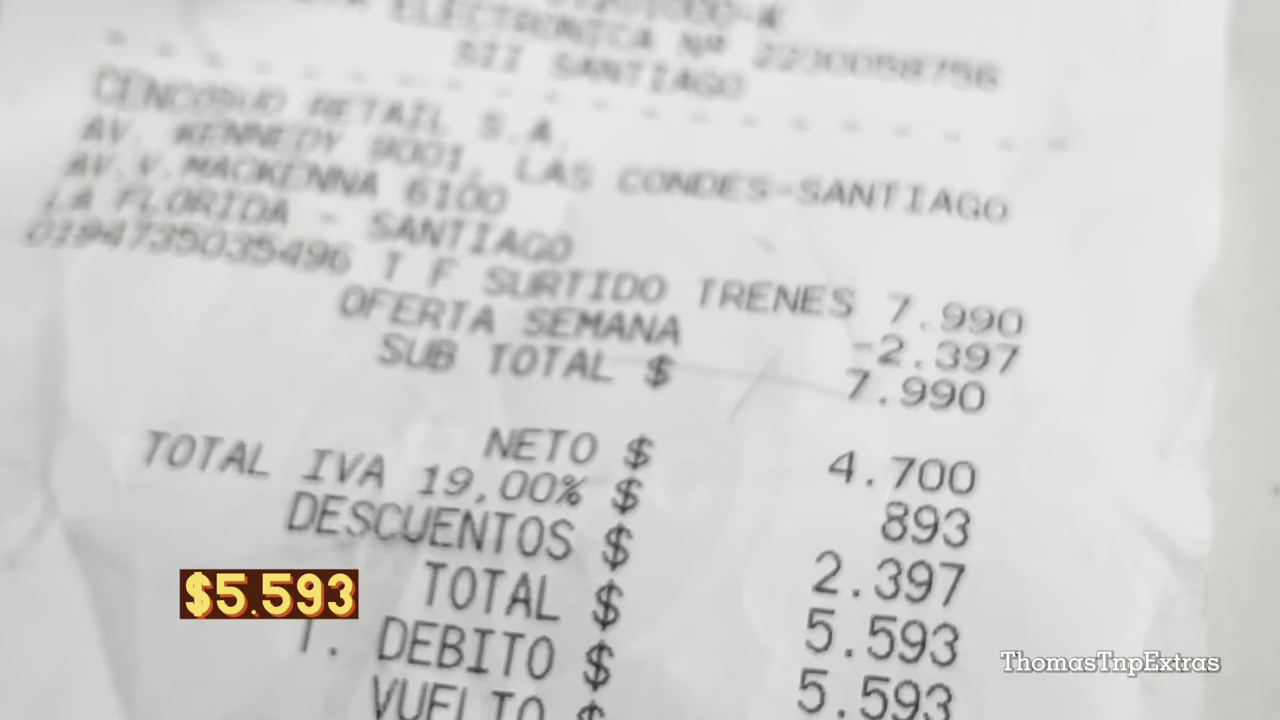 ELECTRONICA Nº 2230058756
SII SANTIAGO
- - - - - - - - - - - - - - - -
CENCOSUD RETAIL S.A.
AV. KENNEDY 9001, LAS CONDES-SANTIAGO
AV.V.MACKENNA 6100
LA FLORIDA - SANTIAGO
0194735035496 T F SURTIDO TRENES 7.990
OFERTA SEMANA -2.397
SUB TOTAL $ 7.990
NETO $ 4.700
TOTAL IVA 19,00% $ 893
DESCUENTOS $ 2.397
TOTAL $ 5.593
$5.593
T. DEBITO $ 5.593
VUELTO $
ThomasTnpExtras